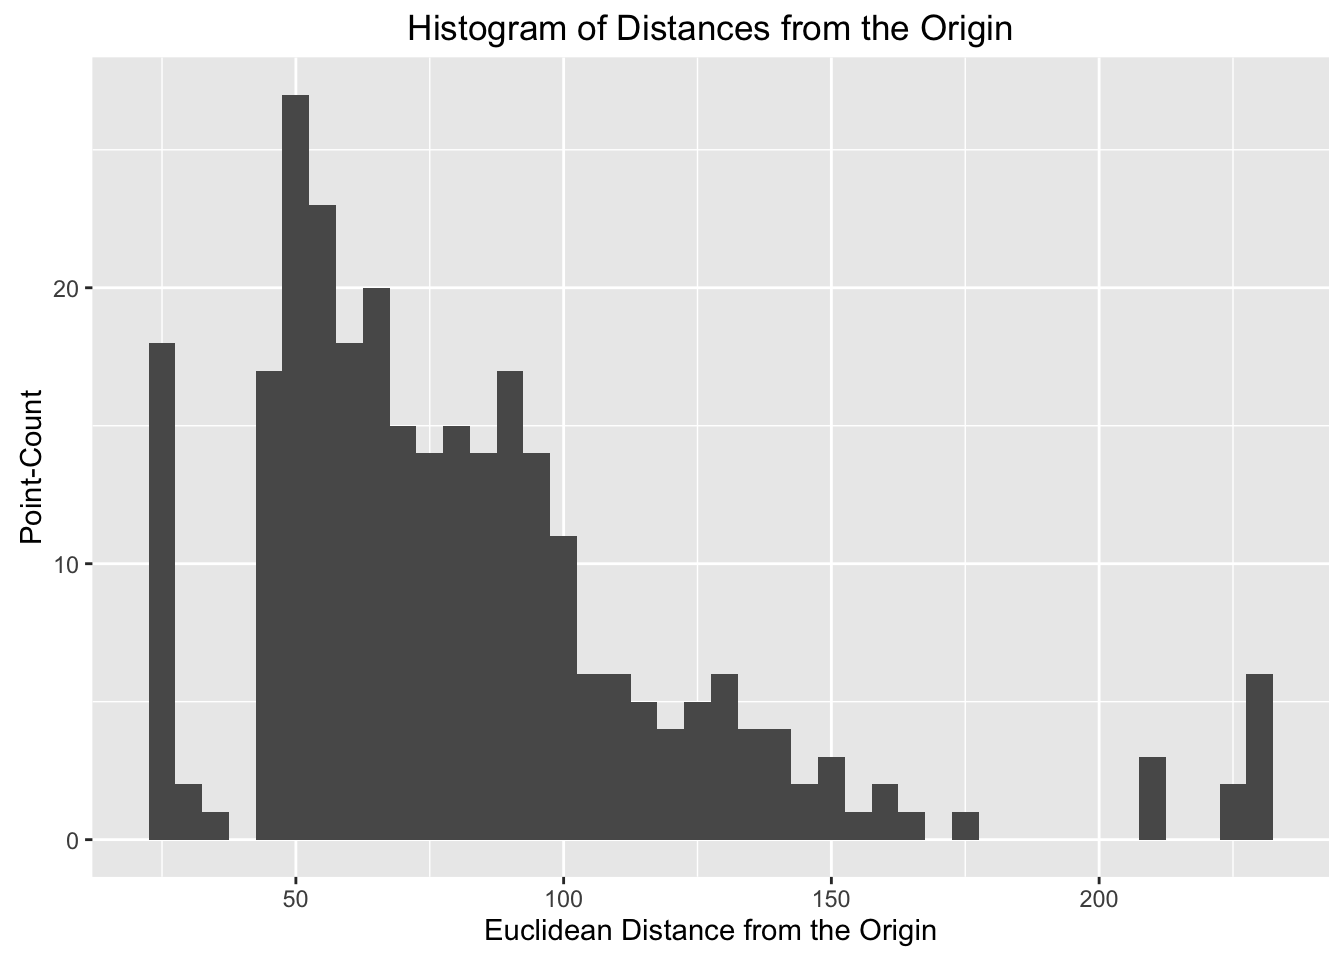 Histogram of Distances from the Origin
Point-Count
20
10
0
50
100
150
200
Euclidean Distance from the Origin